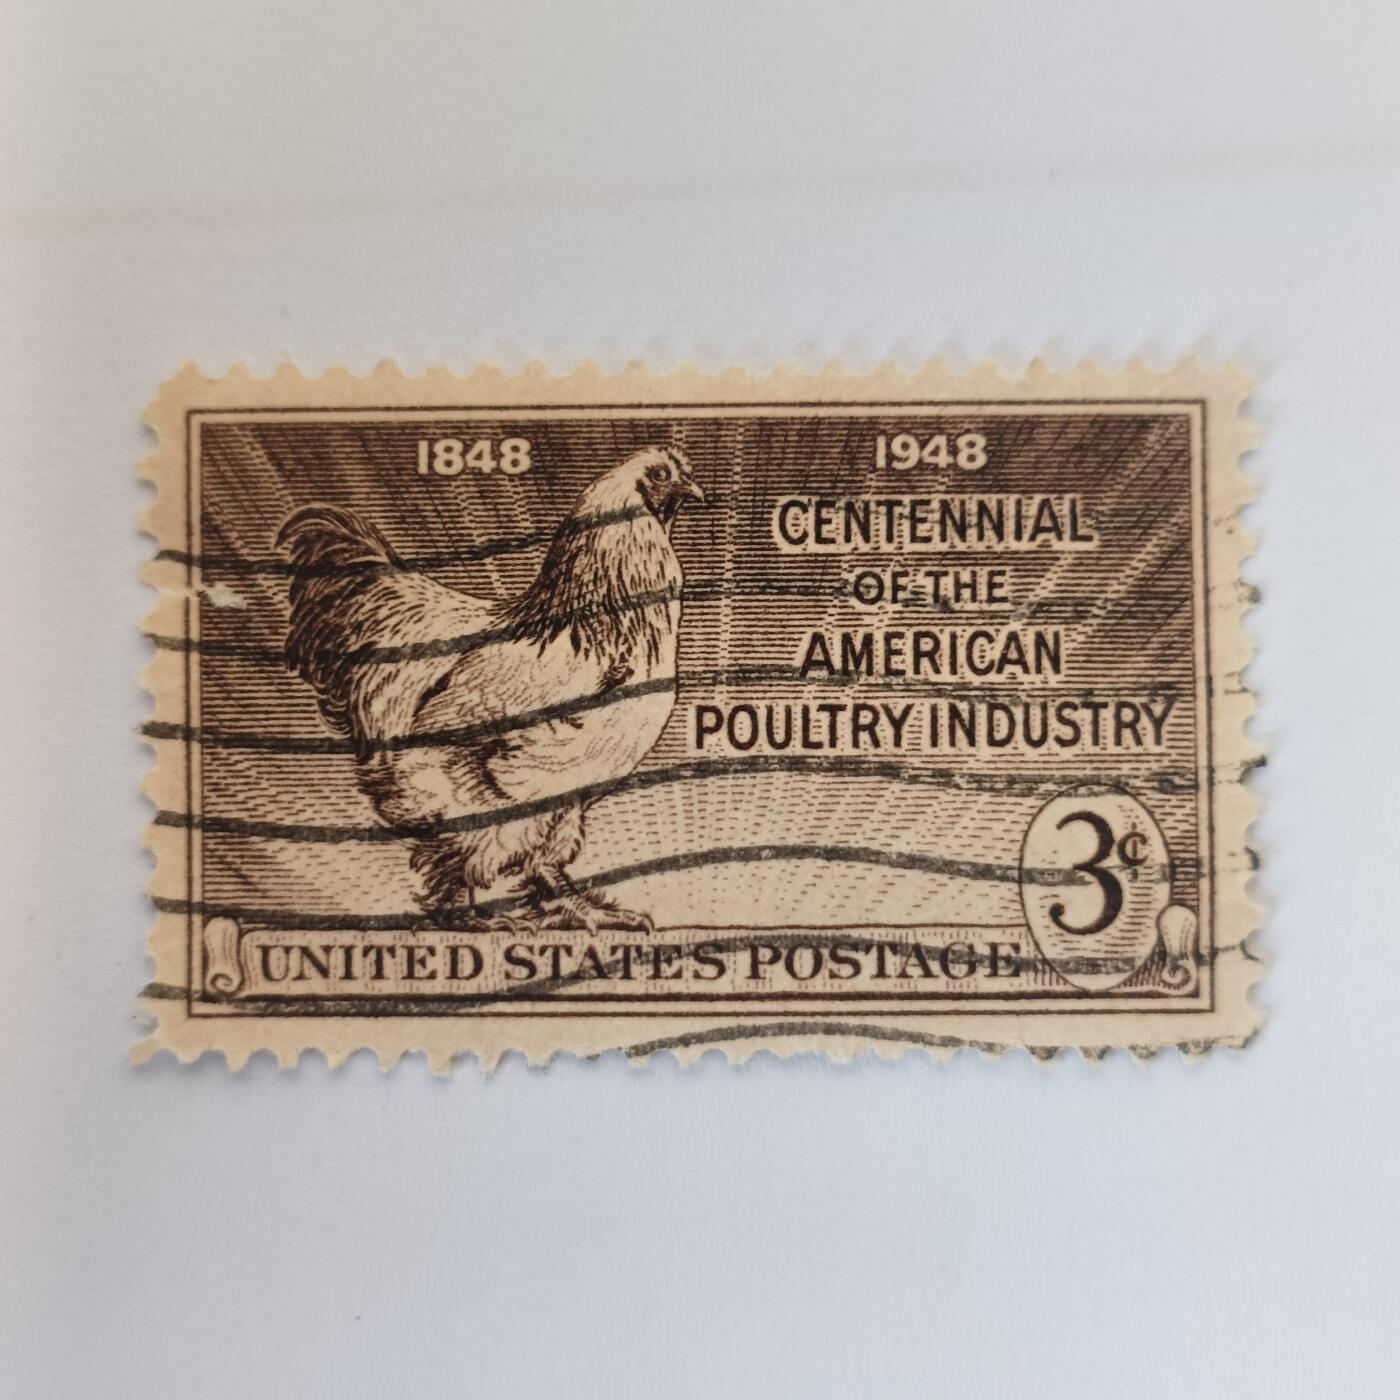 1848
1948
CENTENNIAL
OF THE
AMERICAN
POULTRY INDUSTRY
3¢
UNITED STATES POSTAGE